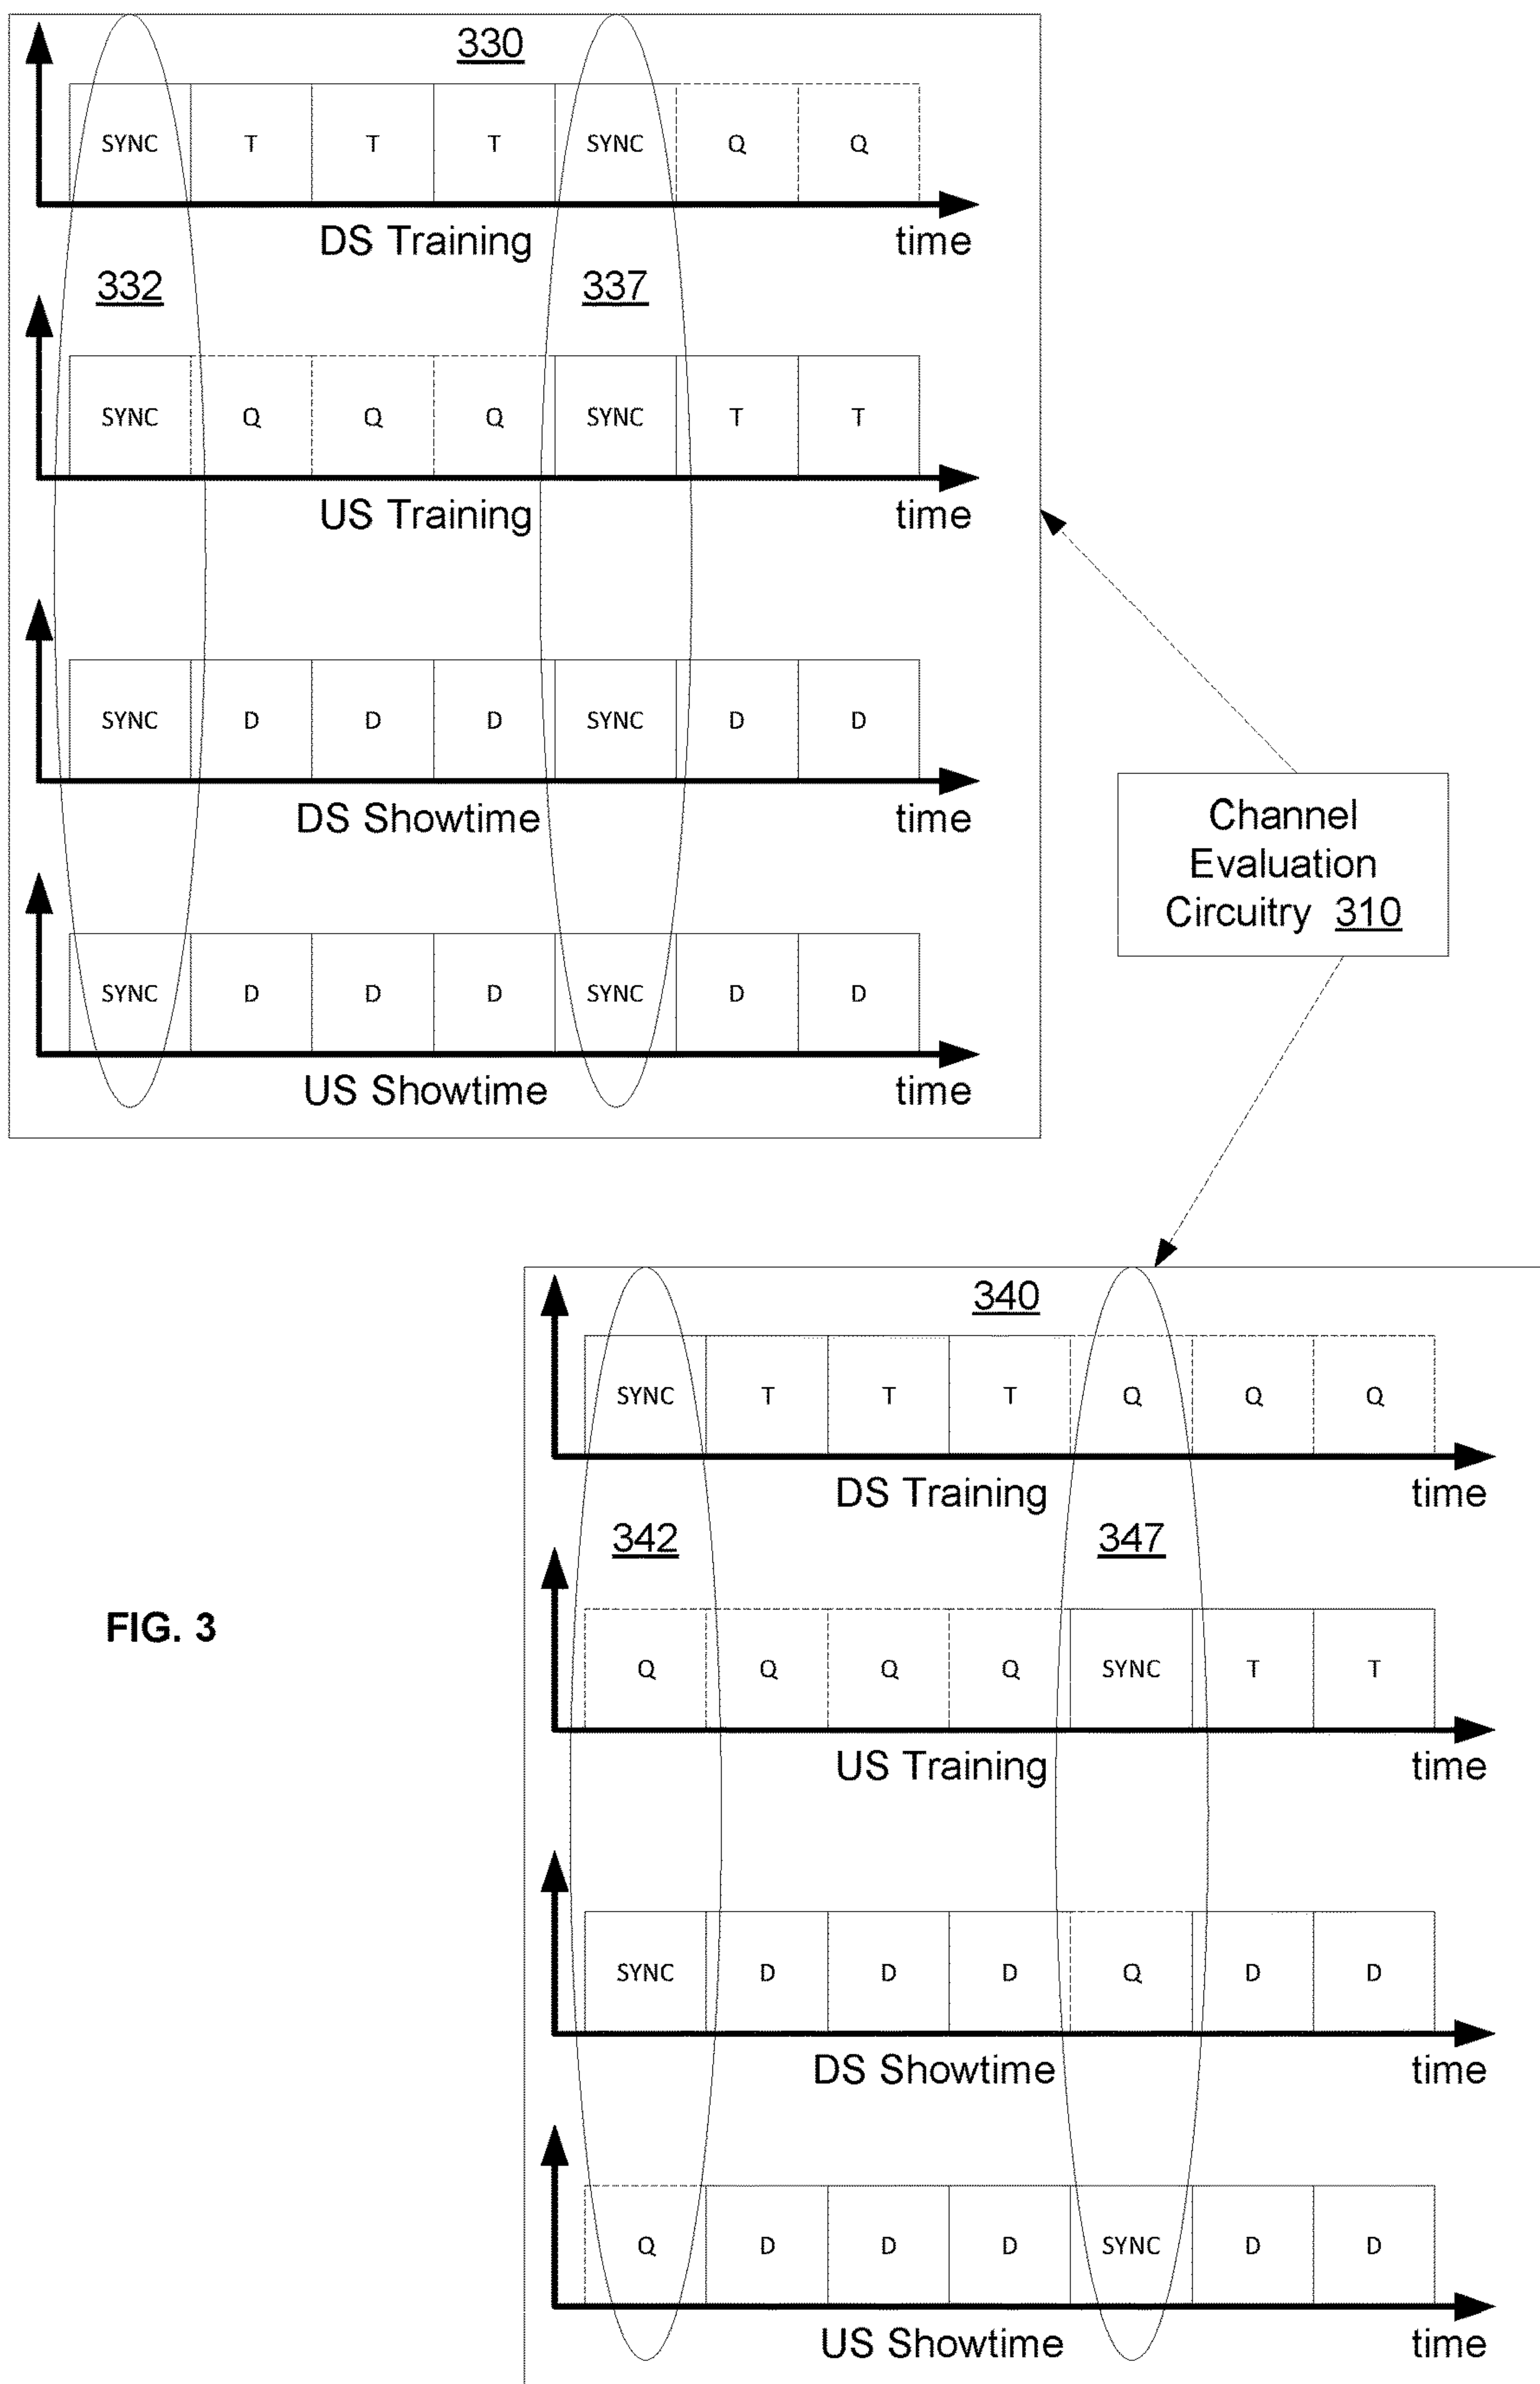 330
SYNC T T T SYNC Q Q
DS Training time
332 337
SYNC Q Q Q SYNC T T
US Training time
SYNC D D D SYNC D D
DS Showtime time
SYNC D D D SYNC D D
US Showtime time
Channel
Evaluation
Circuitry 310
340
SYNC T T T Q Q Q
DS Training time
342 347
Q Q Q Q SYNC T T
US Training time
FIG. 3
SYNC D D D Q D D
DS Showtime time
Q D D D SYNC D D
US Showtime time